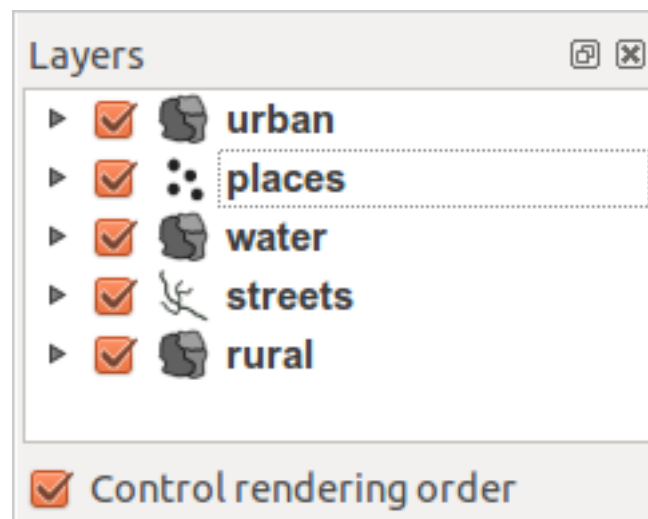 Layers
urban
places
water
streets
rural
Control rendering order